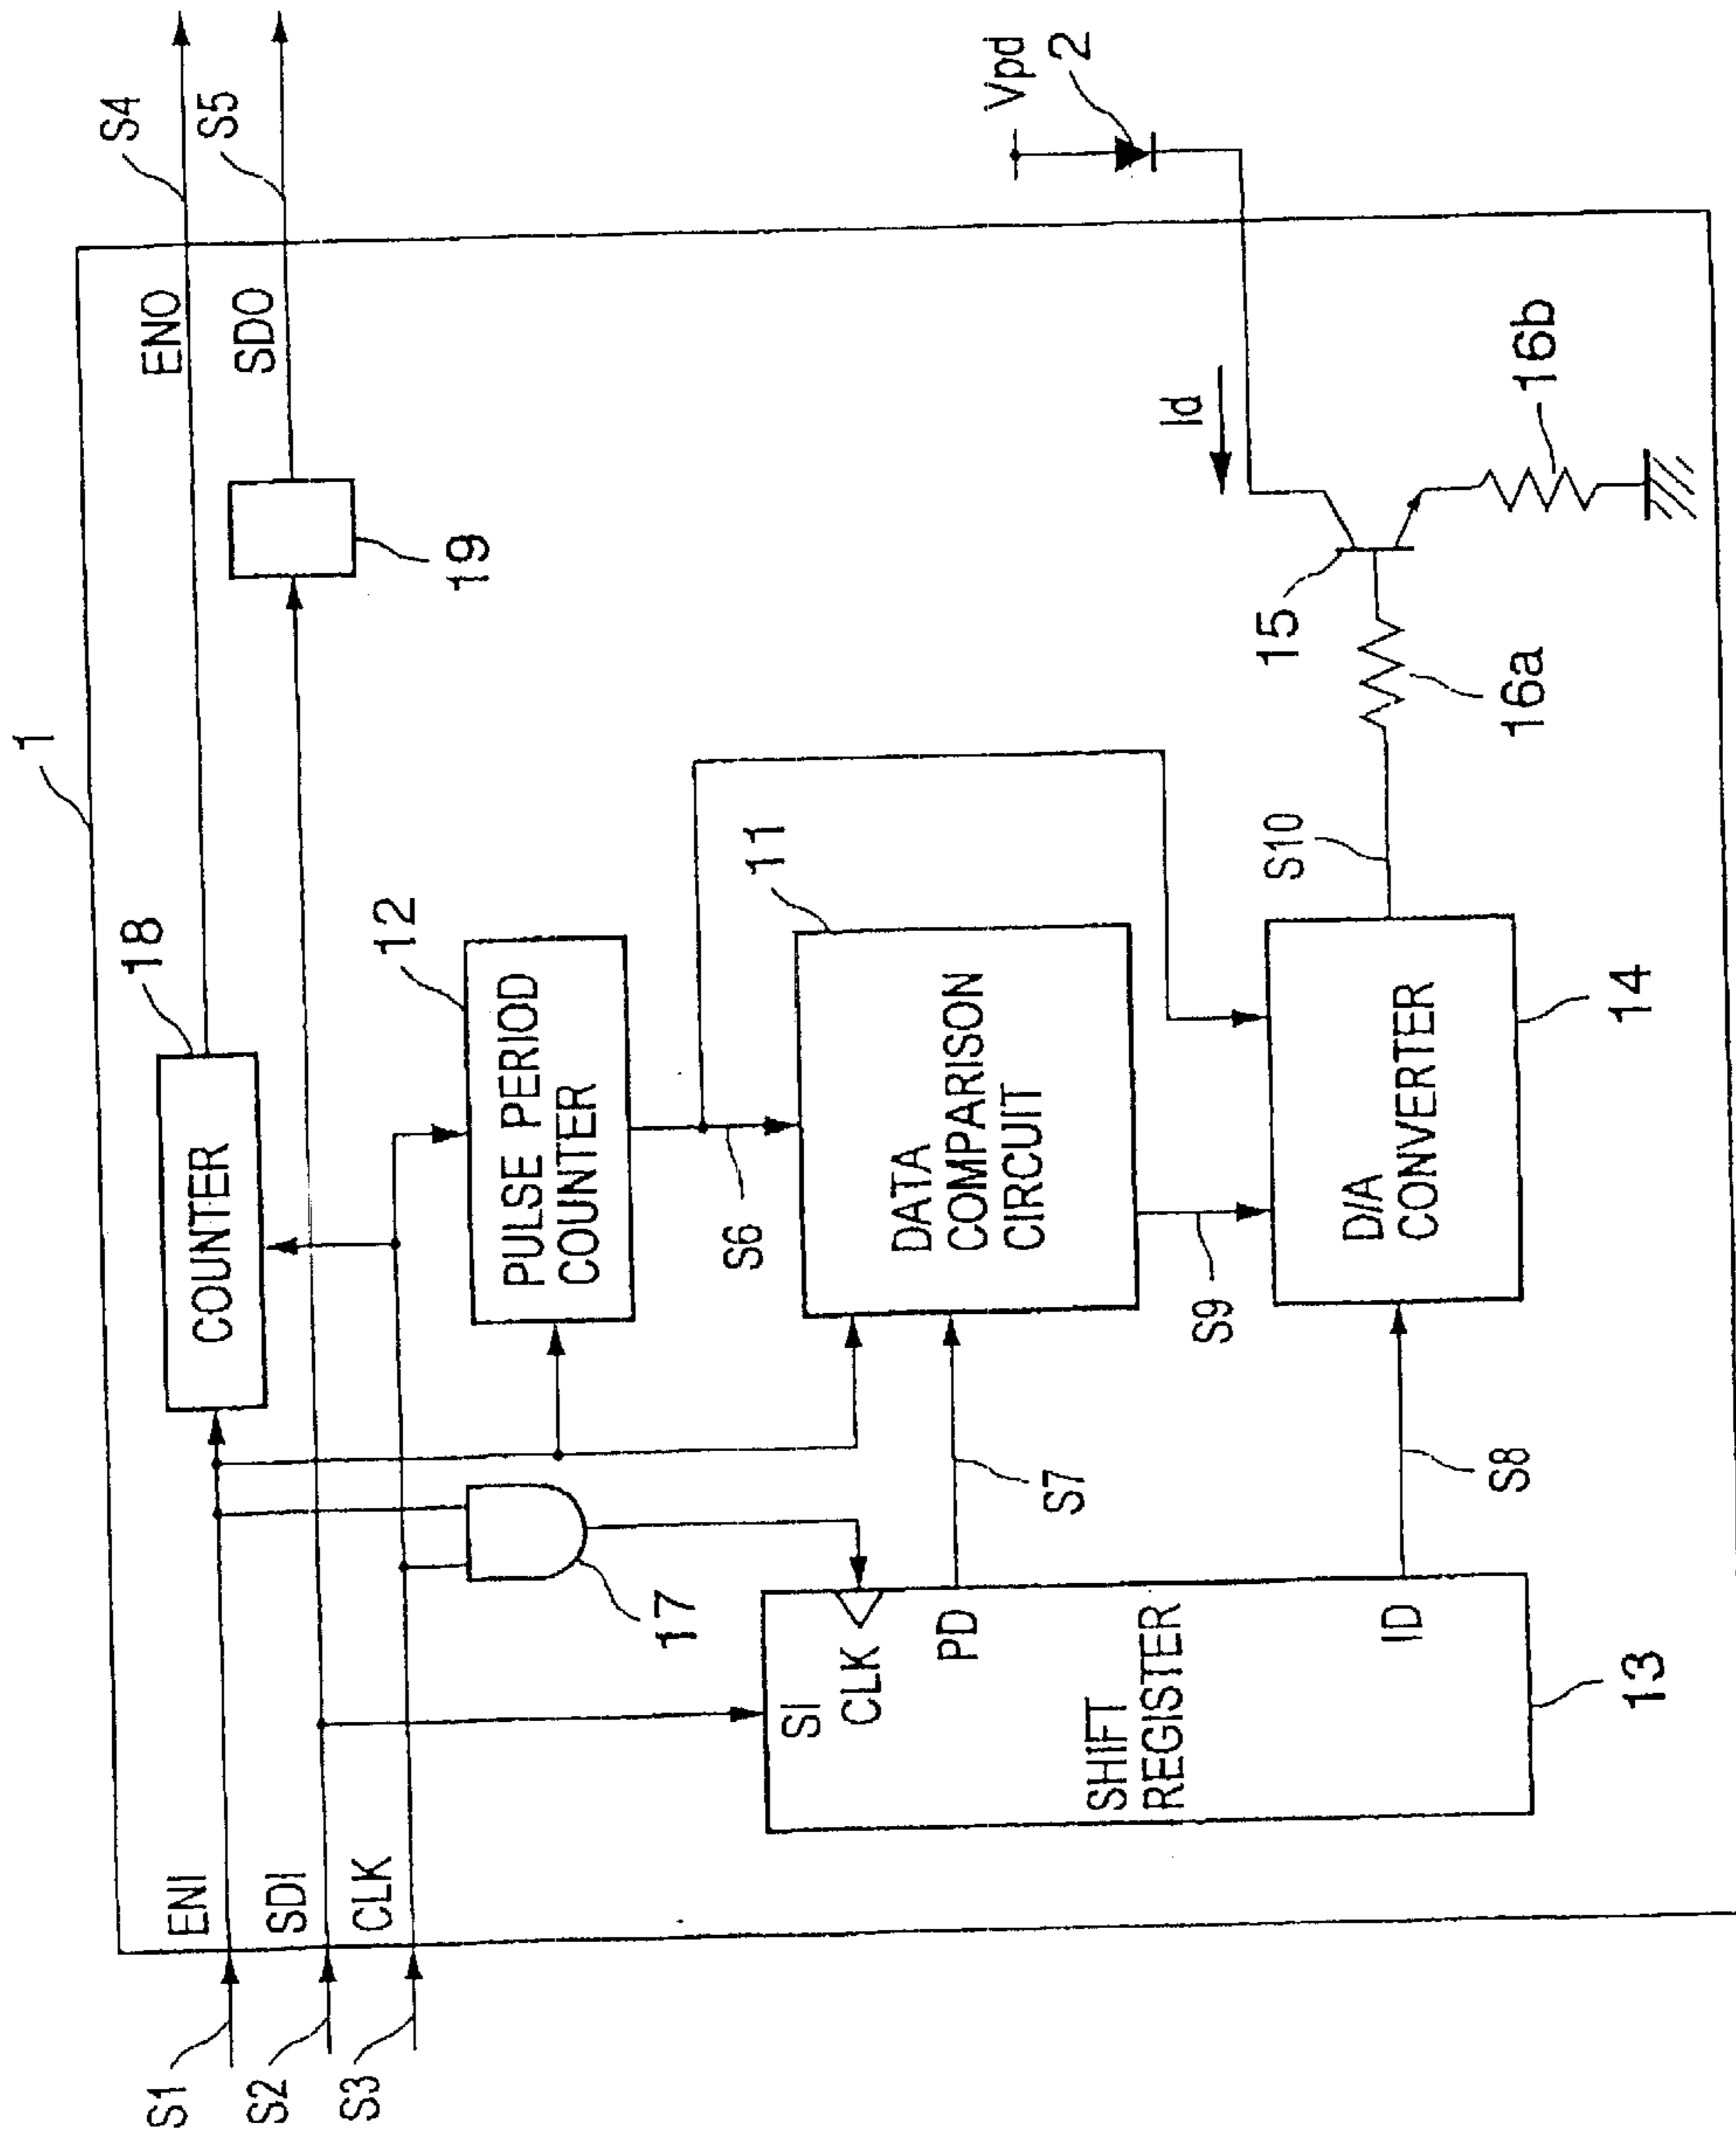 1
S1
ENI
18
COUNTER
ENO
S4
S2
SDI
19
SDO
S5
S3
CLK
17
12
PULSE PERIOD
COUNTER
S6
SI
CLK
PD
SHIFT
REGISTER
ID
13
S7
11
DATA
COMPARISON
CIRCUIT
S9
S8
D/A
CONVERTER
14
S10
16a
15
Id
16b
Vpd
2